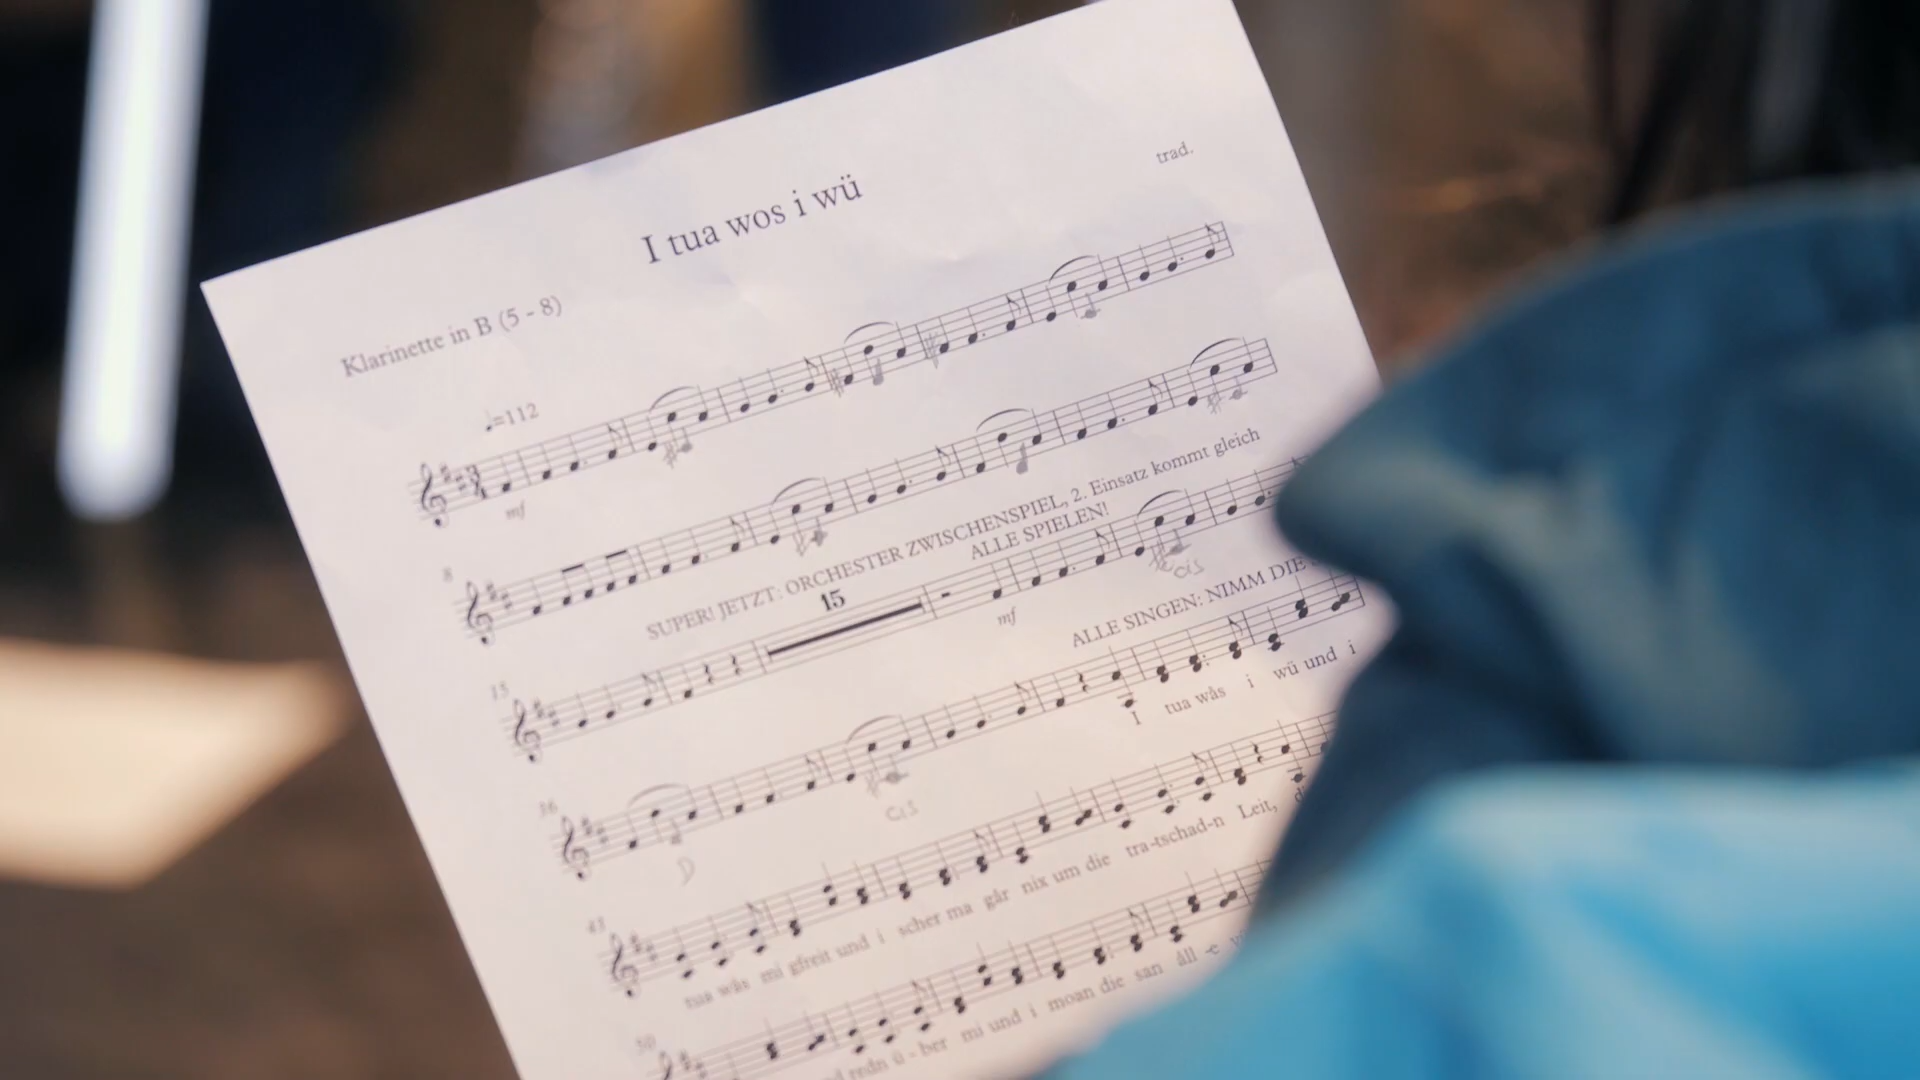 I tua wos i wü
trad.
Klarinette in B (5 - 8)
♩=112
mf
8
SUPER! JETZT: ORCHESTER ZWISCHENSPIEL, 2. Einsatz kommt gleich
ALLE SPIELEN!
15
15
mf
cis
ALLE SINGEN: NIMM DIE
36
I tua wås i wü und i
D
cis
43
tua wås mi gfreit und i scher ma går nix um die tra-tschad-n Leit,
50
redn ü - ber mi und i moan die san åll -e